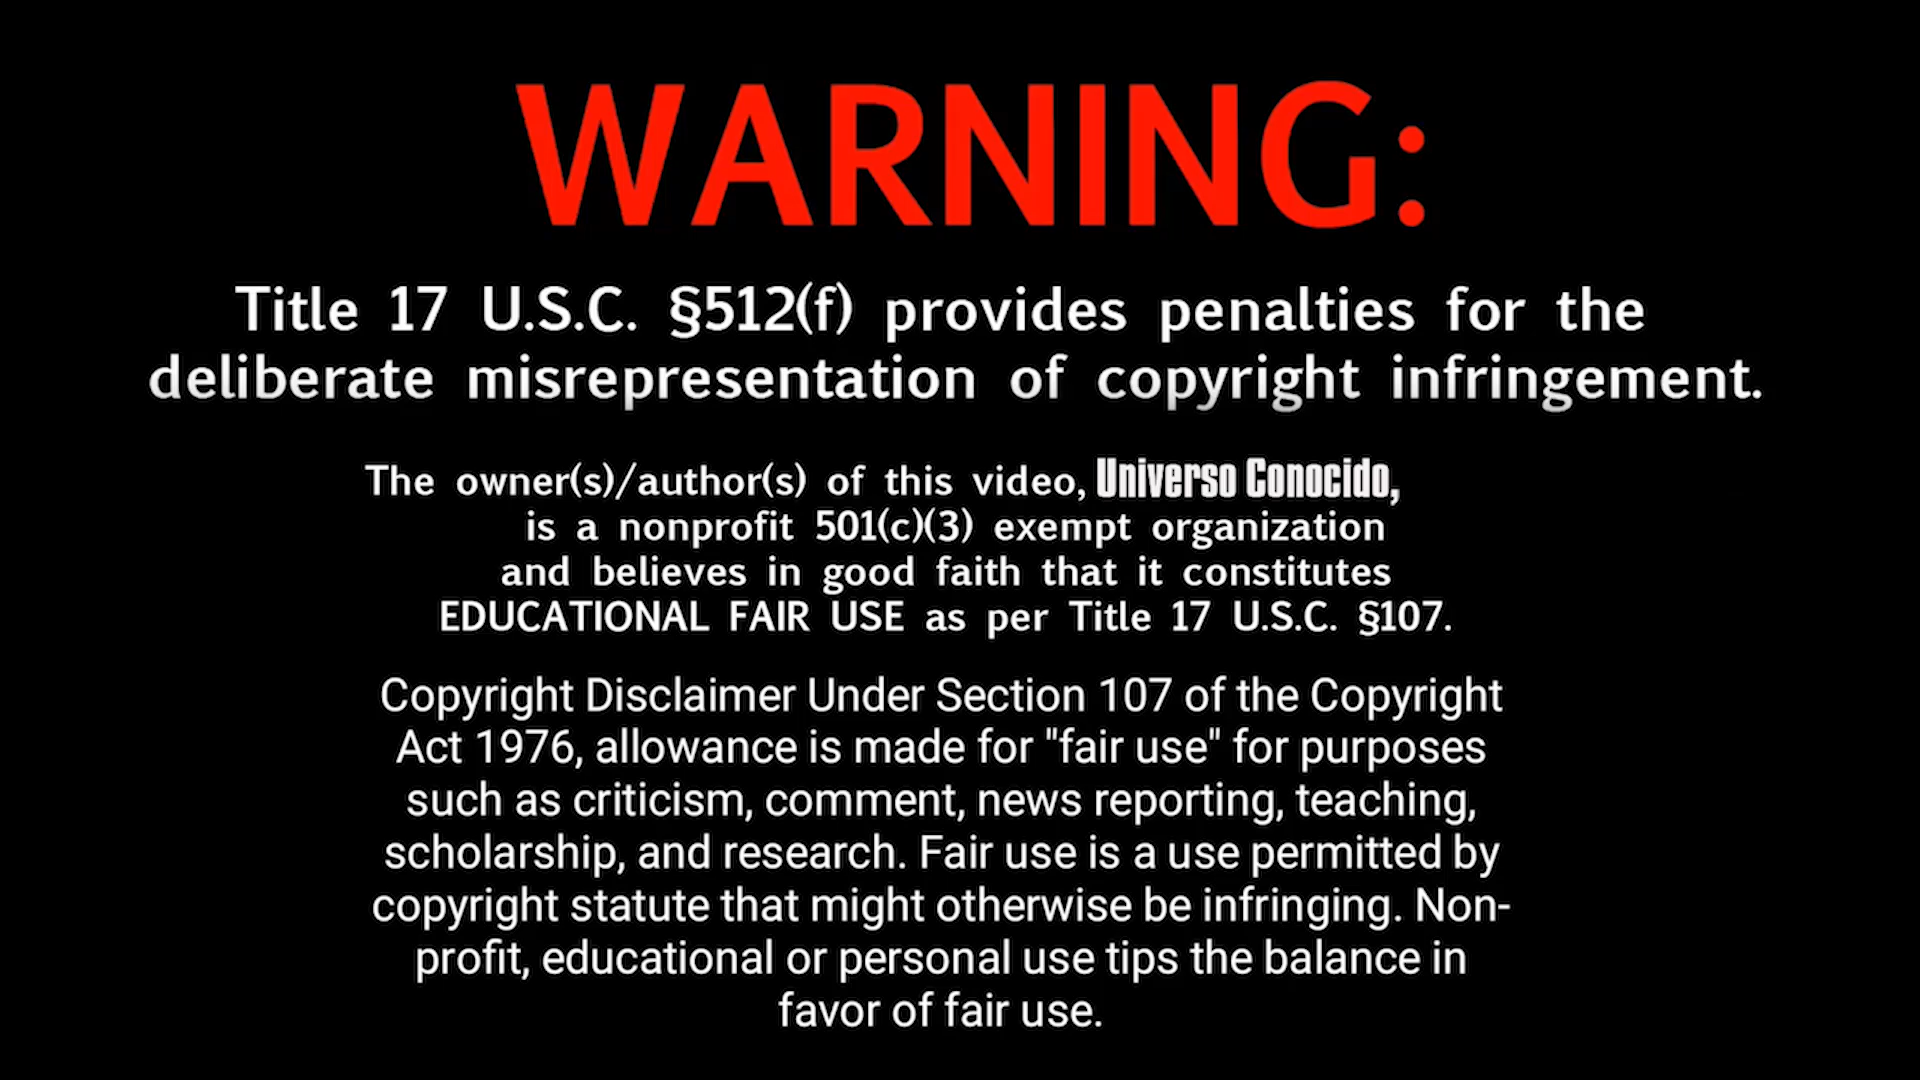 WARNING:
Title 17 U.S.C. §512(f) provides penalties for the
deliberate misrepresentation of copyright infringement.
The owner(s)/author(s) of this video, Universo Conocido,
is a nonprofit 501(c)(3) exempt organization
and believes in good faith that it constitutes
EDUCATIONAL FAIR USE as per Title 17 U.S.C. §107.
Copyright Disclaimer Under Section 107 of the Copyright
Act 1976, allowance is made for "fair use" for purposes
such as criticism, comment, news reporting, teaching,
scholarship, and research. Fair use is a use permitted by
copyright statute that might otherwise be infringing. Non-
profit, educational or personal use tips the balance in
favor of fair use.